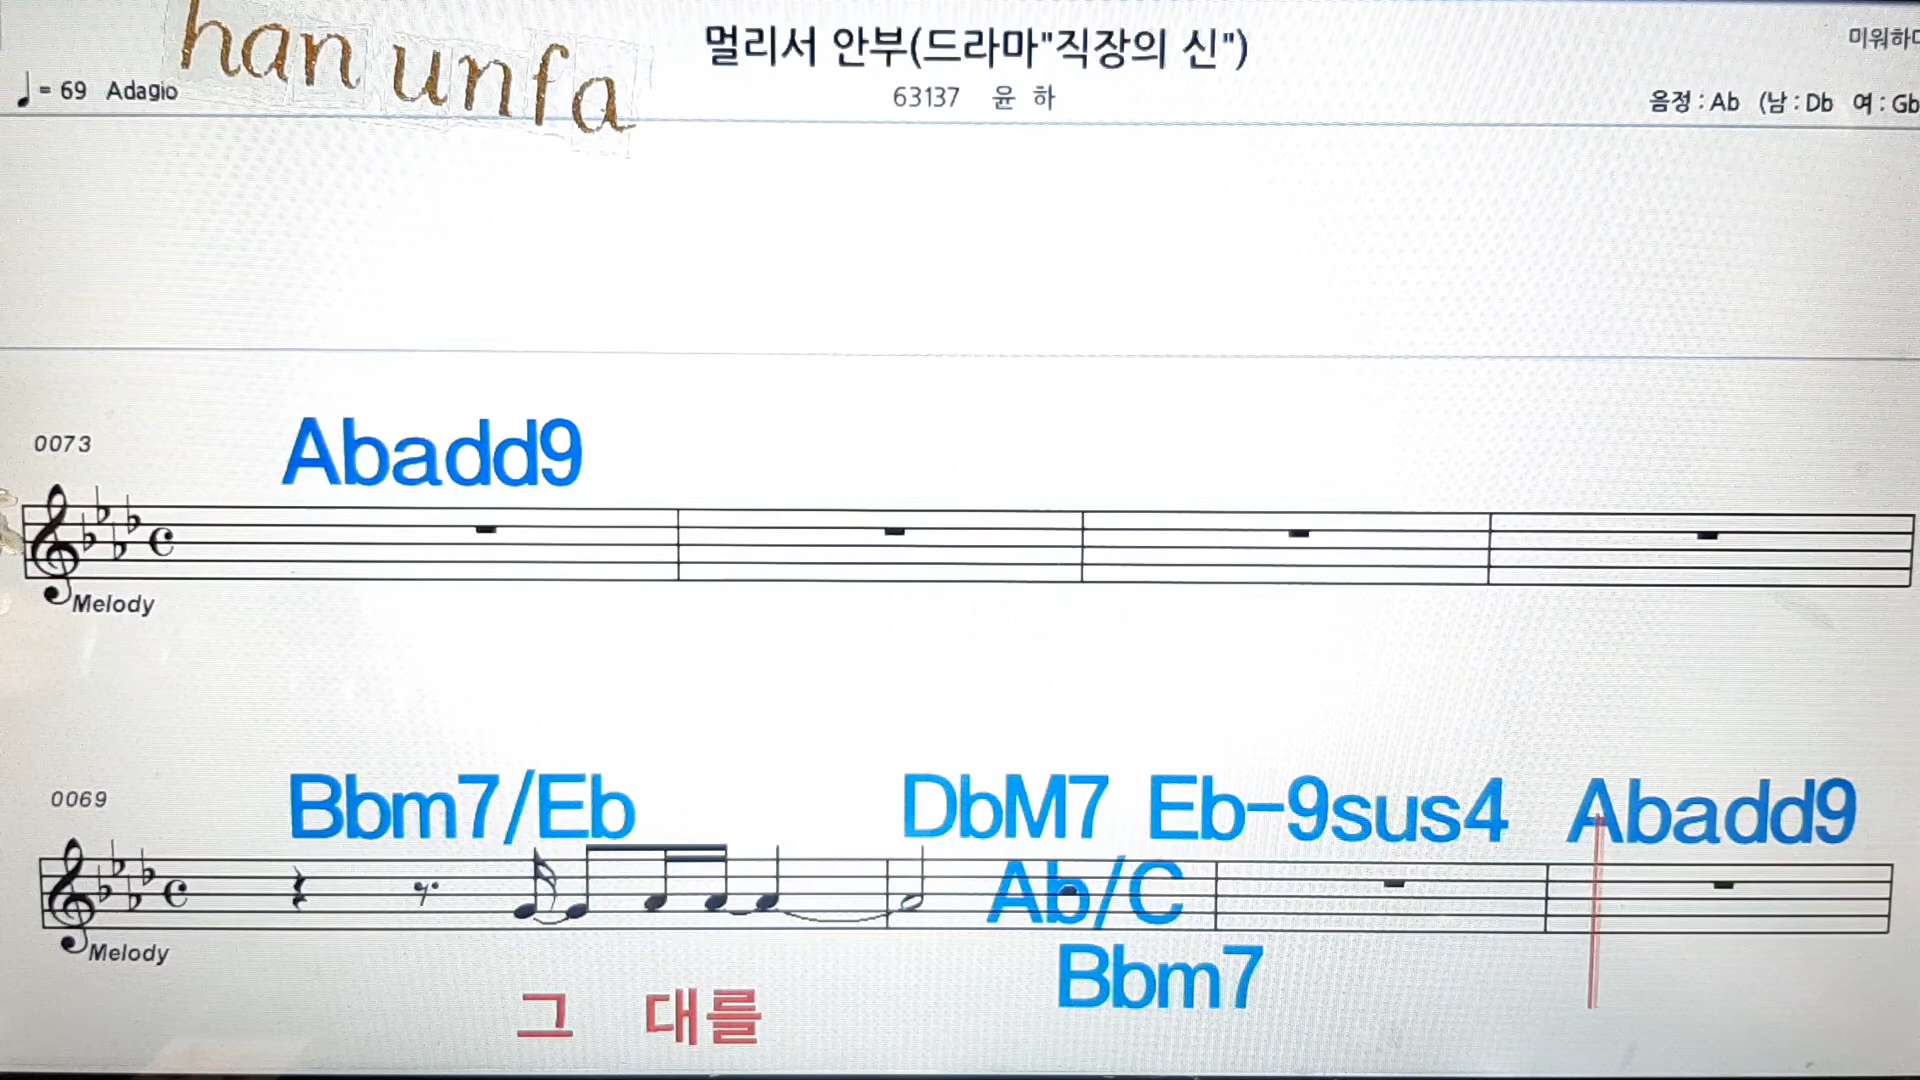 han unfa
멀리서 안부(드라마"직장의 신")
미워하다
♩= 69 Adagio
63137 윤 하
음정 : Ab (남 : Db 여 : Gb
0073
Abadd9
Melody
0069
Bbm7/Eb DbM7 Eb-9sus4 Abadd9
Ab/C
Melody
Bbm7
그 대를